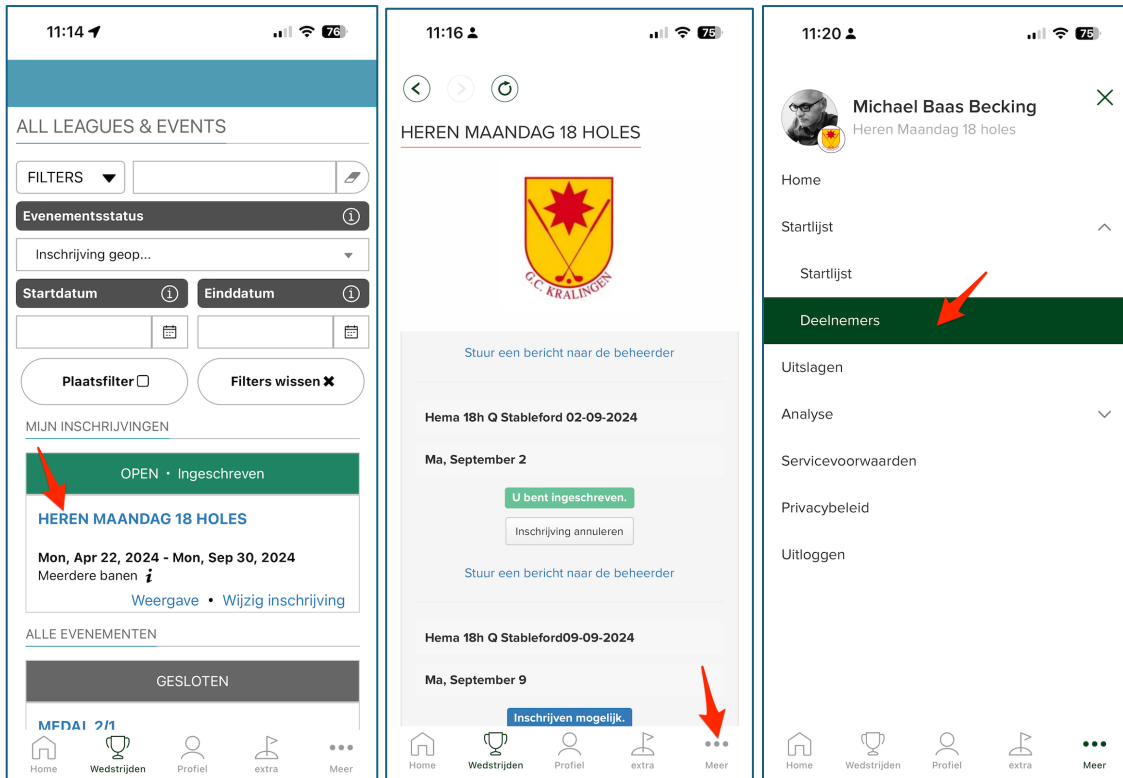 11:14
76
ALL LEAGUES & EVENTS
FILTERS
Evenementsstatus
Inschrijving geop...
Startdatum
Einddatum
Plaatsfilter
Filters wissen
MIJN INSCHRIJVINGEN
OPEN • Ingeschreven
HEREN MAANDAG 18 HOLES
Mon, Apr 22, 2024 - Mon, Sep 30, 2024
Meerdere banen i
Weergave • Wijzig inschrijving
ALLE EVENEMENTEN
GESLOTEN
MEDAL 2/1
Home Wedstrijden Profiel extra Meer
11:16
75
HEREN MAANDAG 18 HOLES
G.C. KRALINGEN
Stuur een bericht naar de beheerder
Hema 18h Q Stableford 02-09-2024
Ma, September 2
U bent ingeschreven.
Inschrijving annuleren
Stuur een bericht naar de beheerder
Hema 18h Q Stableford09-09-2024
Ma, September 9
Inschrijven mogelijk.
Home Wedstrijden Profiel extra Meer
11:20
75
Michael Baas Becking
Heren Maandag 18 holes
Home
Startlijst
Startlijst
Deelnemers
Uitslagen
Analyse
Servicevoorwaarden
Privacybeleid
Uitloggen
Home Wedstrijden Profiel extra Meer